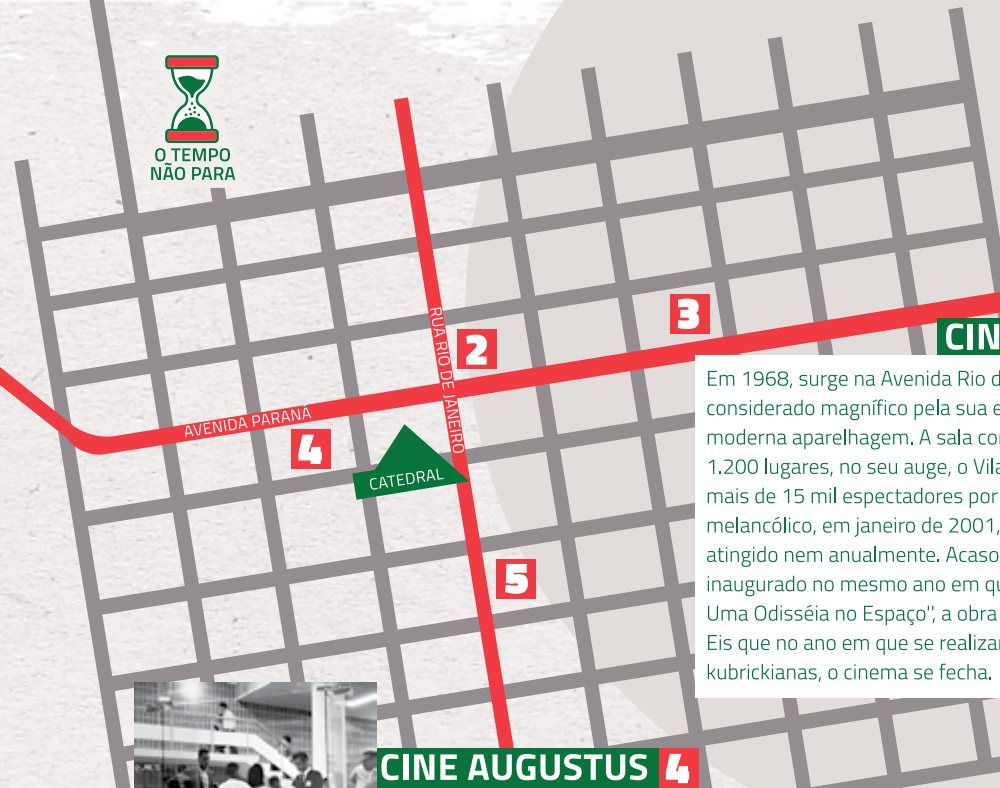 O TEMPO
NÃO PARA
RUA RIO DE JANEIRO
2
3
AVENIDA PARANÁ
4
CATEDRAL
5
CIN
Em 1968, surge na Avenida Rio d
considerado magnífico pela sua e
moderna aparelhagem. A sala co
1.200 lugares, no seu auge, o Vila
mais de 15 mil espectadores por
melancólico, em janeiro de 2001,
atingido nem anualmente. Acaso
inaugurado no mesmo ano em qu
Uma Odisséia no Espaço", a obra
Eis que no ano em que se realiza
kubrickianas, o cinema se fecha.
CINE AUGUSTUS 4